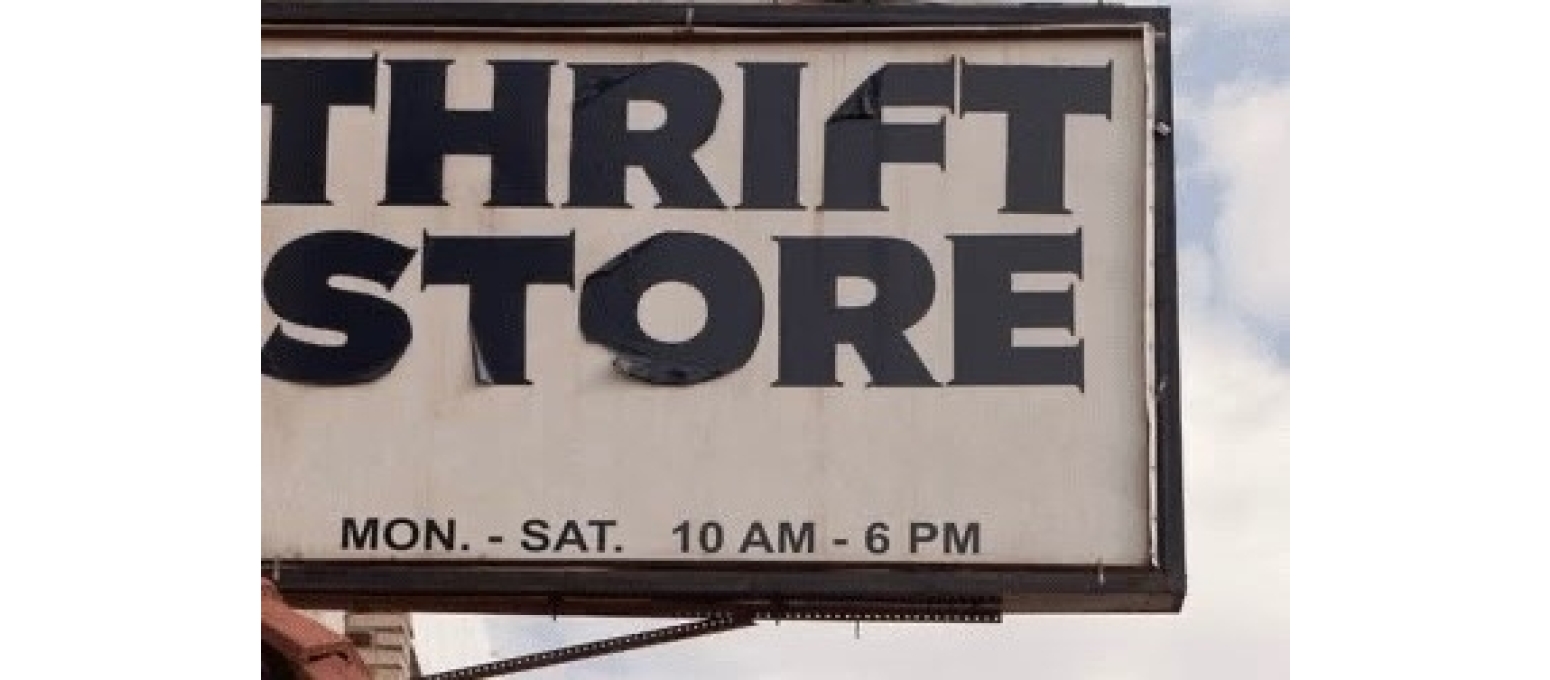 THRIFT
STORE
MON. - SAT. 10 AM - 6 PM